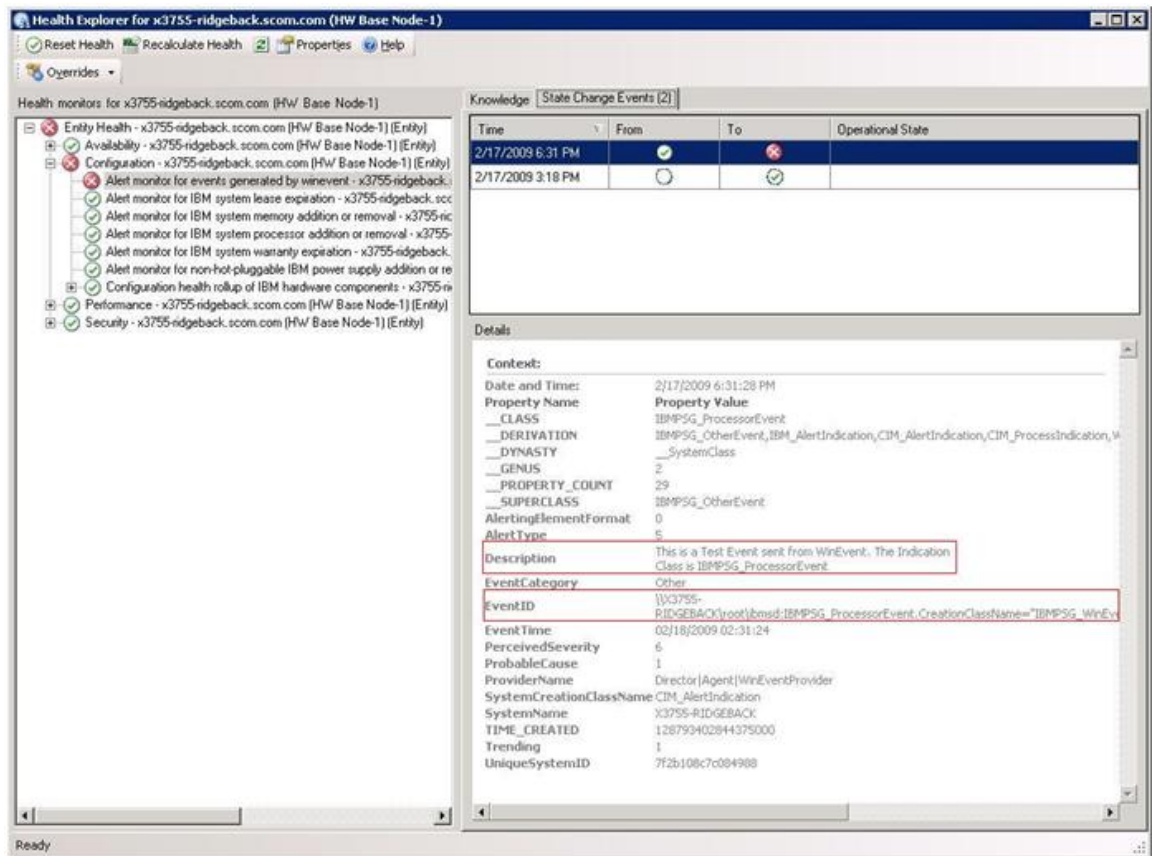 Health Explorer for x3755-ridgeback.scom.com (HW Base Node-1)
Reset Health Recalculate Health Properties Help
Overrides
Health monitors for x3755-ridgeback.scom.com (HW Base Node-1)
Entity Health - x3755-ridgeback.scom.com (HW Base Node-1) (Entity)
Availability - x3755-ridgeback.scom.com (HW Base Node-1) (Entity)
Configuration - x3755-ridgeback.scom.com (HW Base Node-1) (Entity)
Alert monitor for events generated by winevent - x3755-ridgeback.
Alert monitor for IBM system lease expiration - x3755-ridgeback.sco
Alert monitor for IBM system memory addition or removal - x3755-ric
Alert monitor for IBM system processor addition or removal - x3755-
Alert monitor for IBM system warranty expiration - x3755-ridgeback.
Alert monitor for non-hot-pluggable IBM power supply addition or re
Configuration health rollup of IBM hardware components - x3755-ri
Performance - x3755-ridgeback.scom.com (HW Base Node-1) (Entity)
Security - x3755-ridgeback.scom.com (HW Base Node-1) (Entity)
Knowledge State Change Events (2)
Time From To Operational State
2/17/2009 6:31 PM
2/17/2009 3:18 PM
Details
Context:
Date and Time: 2/17/2009 6:31:28 PM
Property Name Property Value
__CLASS IBMPSG_ProcessorEvent
__DERIVATION IBMPSG_OtherEvent,IBM_AlertIndication,CIM_AlertIndication,CIM_ProcessIndication,
__DYNASTY __SystemClass
__GENUS 2
__PROPERTY_COUNT 29
__SUPERCLASS IBMPSG_OtherEvent
AlertingElementFormat 0
AlertType 5
Description This is a Test Event sent from WinEvent. The Indication
Class is IBMPSG_ProcessorEvent
EventCategory Other
EventID \\X3755-
RIDGEBACK\root\ibmsd:IBMPSG_ProcessorEvent.CreationClassName="IBMPSG_WinEve
EventTime 02/18/2009 02:31:24
PerceivedSeverity 6
ProbableCause 1
ProviderName Director|Agent|WinEventProvider
SystemCreationClassName CIM_AlertIndication
SystemName X3755-RIDGEBACK
TIME_CREATED 128793402844375000
Trending 1
UniqueSystemID 7f2b108c7c084988
Ready